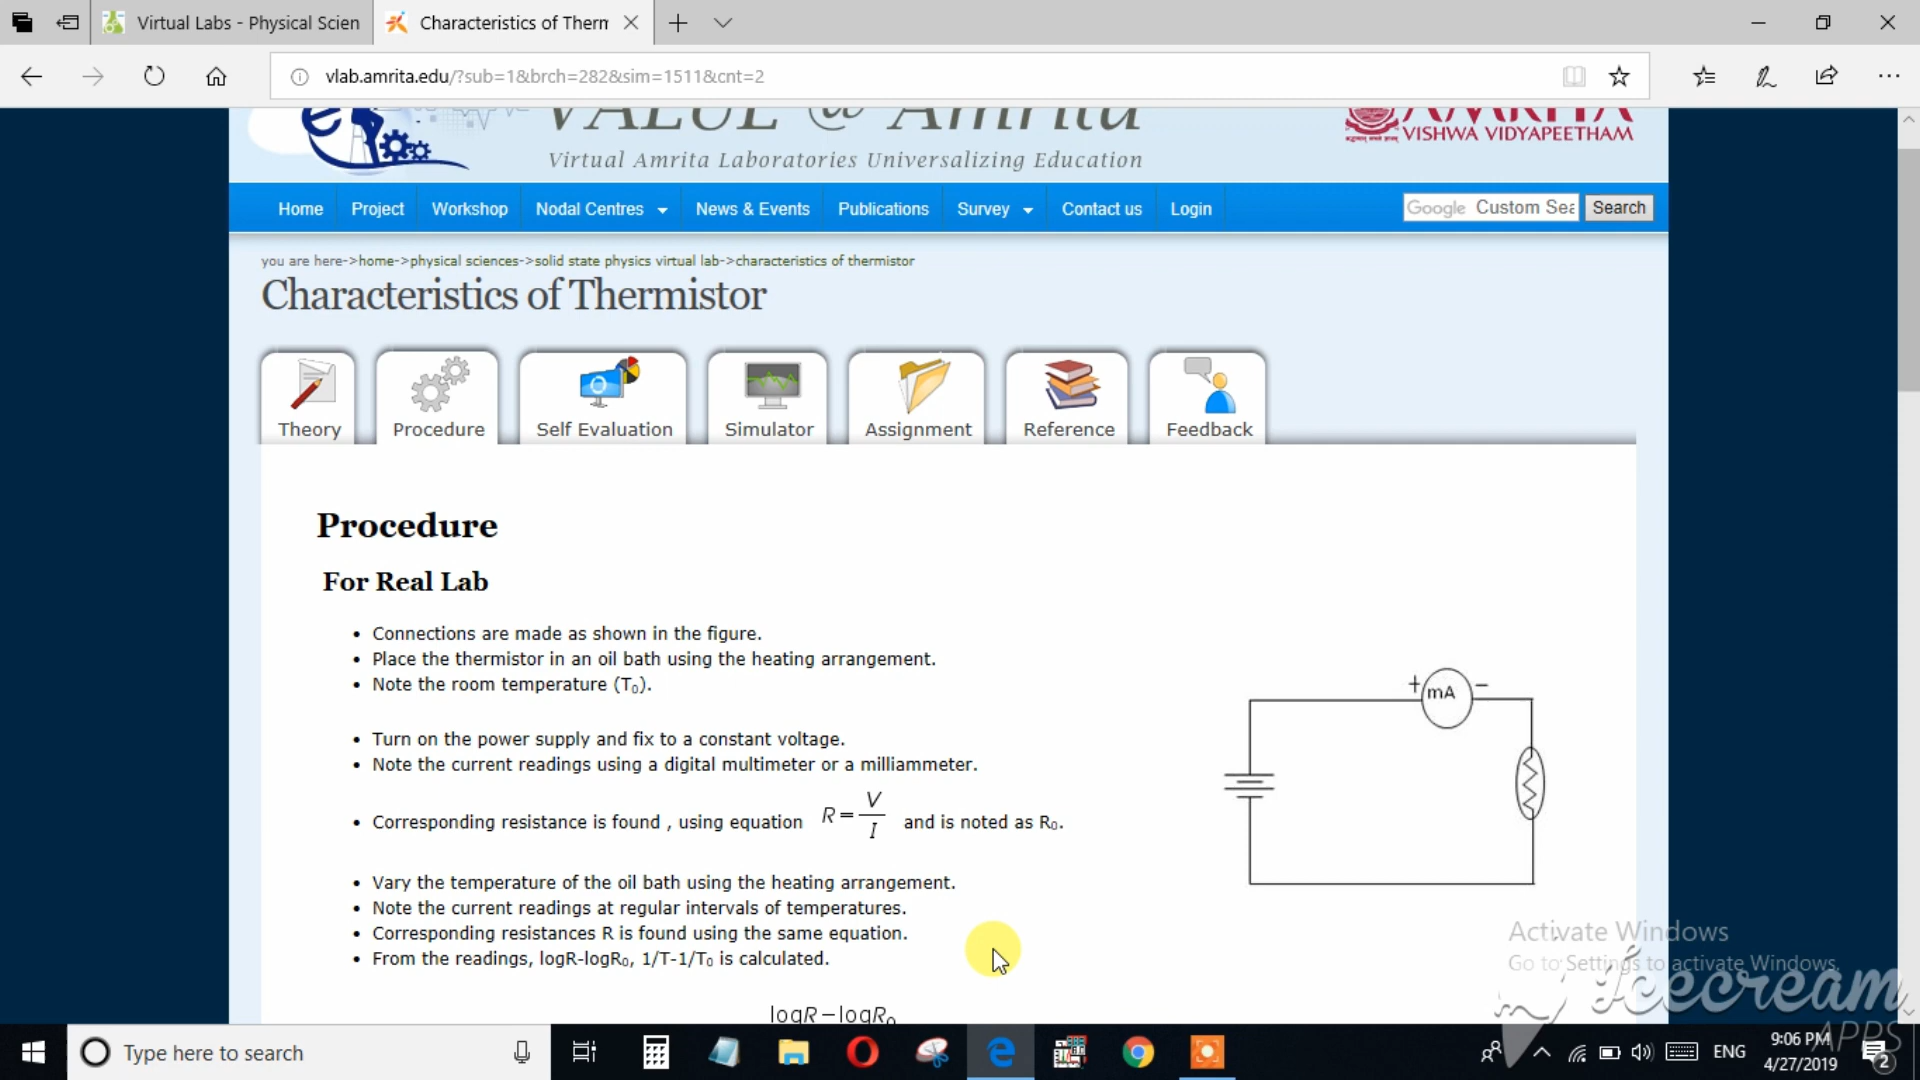 Virtual Labs - Physical Scien
Characteristics of Therm
vlab.amrita.edu/?sub=1&brch=282&sim=1511&cnt=2
VALUE @ Amrita
Virtual Amrita Laboratories Universalizing Education
AMRITA
VISHWA VIDYAPEETHAM
Home Project Workshop Nodal Centres News & Events Publications Survey Contact us Login Google Custom Sea Search
you are here->home->physical sciences->solid state physics virtual lab->characteristics of thermistor
Characteristics of Thermistor
Theory Procedure Self Evaluation Simulator Assignment Reference Feedback
Procedure
For Real Lab
• Connections are made as shown in the figure.
• Place the thermistor in an oil bath using the heating arrangement.
• Note the room temperature (T₀).
+ mA −
• Turn on the power supply and fix to a constant voltage.
• Note the current readings using a digital multimeter or a milliammeter.
• Corresponding resistance is found , using equation R = V/I and is noted as R₀.
• Vary the temperature of the oil bath using the heating arrangement.
• Note the current readings at regular intervals of temperatures.
• Corresponding resistances R is found using the same equation.
• From the readings, logR-logR₀, 1/T-1/T₀ is calculated.
logR − logR₀
Activate Windows
Go to Settings to activate Windows.
Icecream
APPS
Type here to search
ENG
9:06 PM
4/27/2019
2